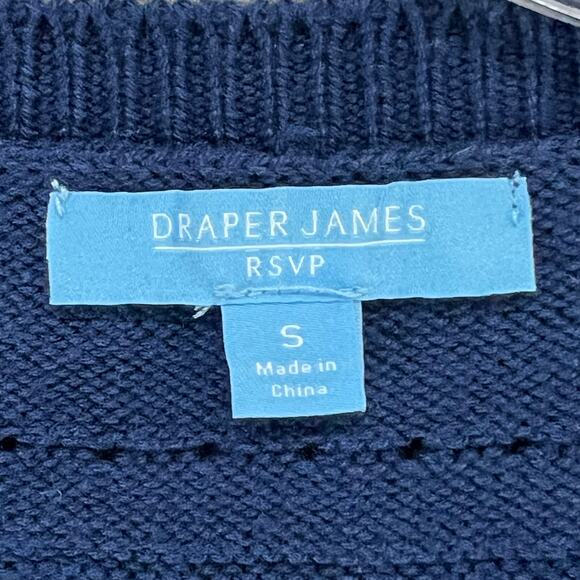 DRAPER JAMES
RSVP
S
Made in
China